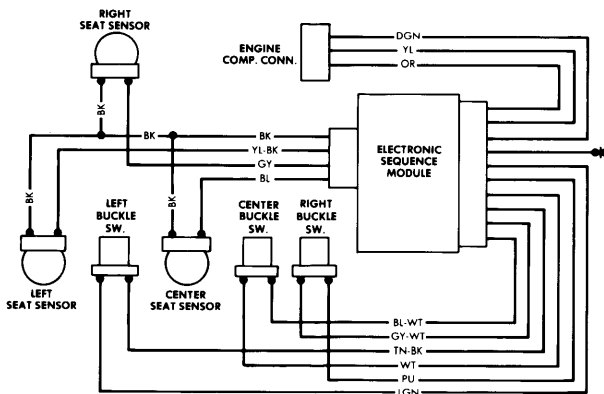 RIGHT
SEAT SENSOR
ENGINE
COMP. CONN.
DGN
YL
OR
BK
BK
BK
YL-BK
GY
BL
ELECTRONIC
SEQUENCE
MODULE
BK
BK
LEFT
BUCKLE
SW.
CENTER
BUCKLE
SW.
RIGHT
BUCKLE
SW.
LEFT
SEAT SENSOR
CENTER
SEAT SENSOR
BL-WT
GY-WT
TN-BK
WT
PU
LGN